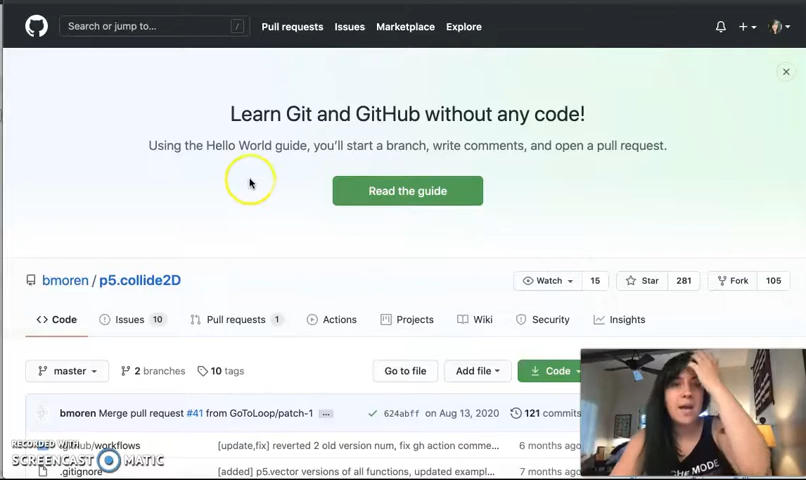 Search or jump to... /
Pull requests Issues Marketplace Explore
Learn Git and GitHub without any code!
Using the Hello World guide, you'll start a branch, write comments, and open a pull request.
Read the guide
bmoren / p5.collide2D
Watch 15 Star 281 Fork 105
Code Issues 10 Pull requests 1 Actions Projects Wiki Security Insights
master 2 branches 10 tags Go to file Add file Code
bmoren Merge pull request #41 from GoToLoop/patch-1 ... 624abff on Aug 13, 2020 121 commits
RECORDED WITH
SCREENCAST MATIC
/workflows [update,fix] reverted 2 old version num, fix gh action comme... 6 months ago
.gitignore [added] p5.vector versions of all functions, updated exampl... 7 months ago
MODE